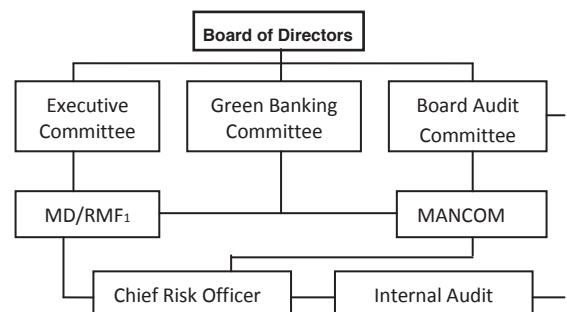 Board of Directors
Executive
Committee
Green Banking
Committee
Board Audit
Committee
MD/RMF1
MANCOM
Chief Risk Officer
Internal Audit